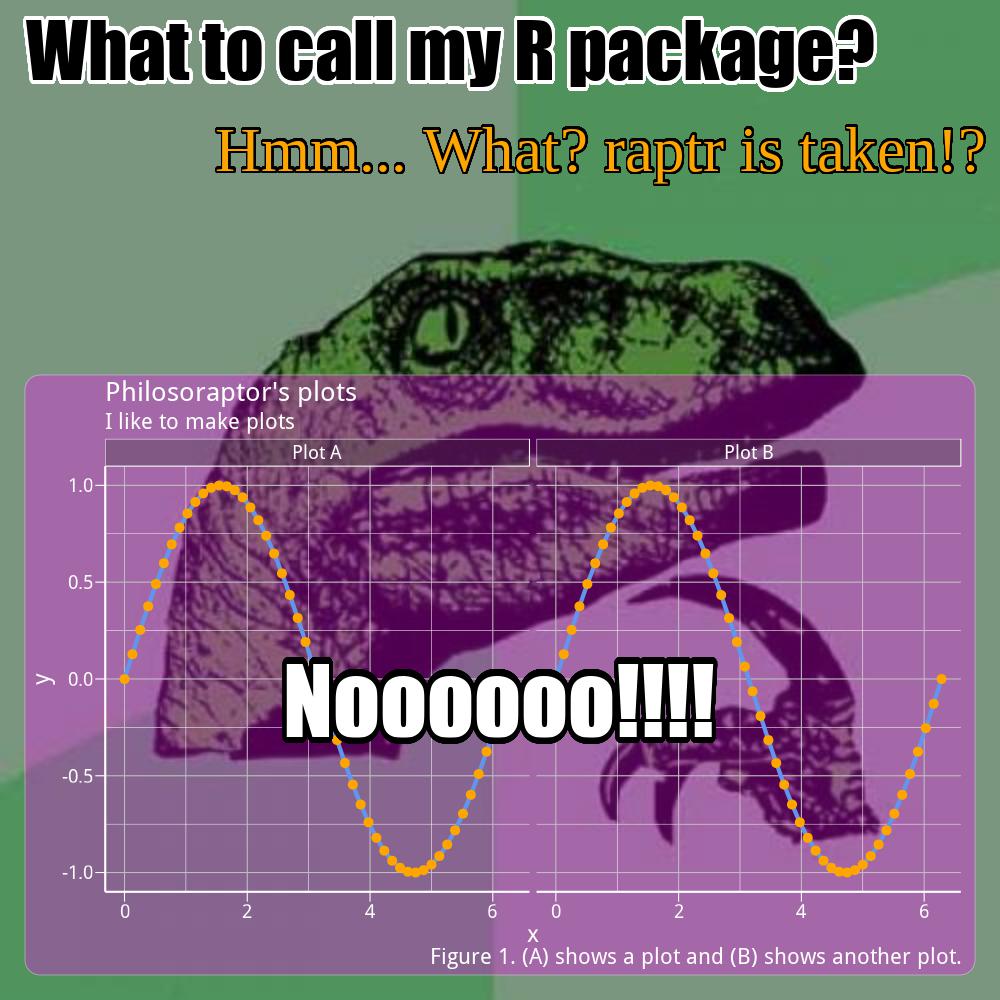 What to call my R package?
Hmm... What? raptr is taken!?
Philosoraptor's plots
I like to make plots
Plot A
Plot B
1.0
0.5
0.0
-0.5
-1.0
y
Noooooo!!!!
0 2 4 6
0 2 4 6
x
Figure 1. (A) shows a plot and (B) shows another plot.